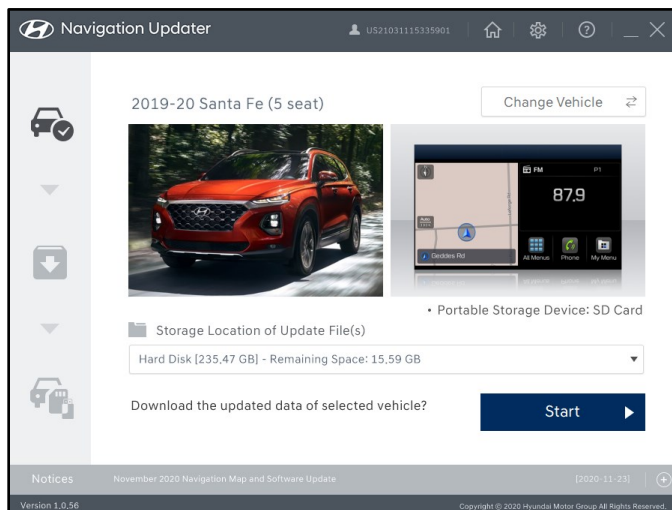 Navigation Updater
US21031115335901
2019-20 Santa Fe (5 seat)
Change Vehicle
FM
P1
87.9
Geddes Rd
All Menus
Phone
My Menu
• Portable Storage Device: SD Card
Storage Location of Update File(s)
Hard Disk [235,47 GB] - Remaining Space: 15,59 GB
Download the updated data of selected vehicle?
Start
Notices
November 2020 Navigation Map and Software Update
[2020-11-23]
Version 1,0,56
Copyright © 2020 Hyundai Motor Group All Rights Reserved.